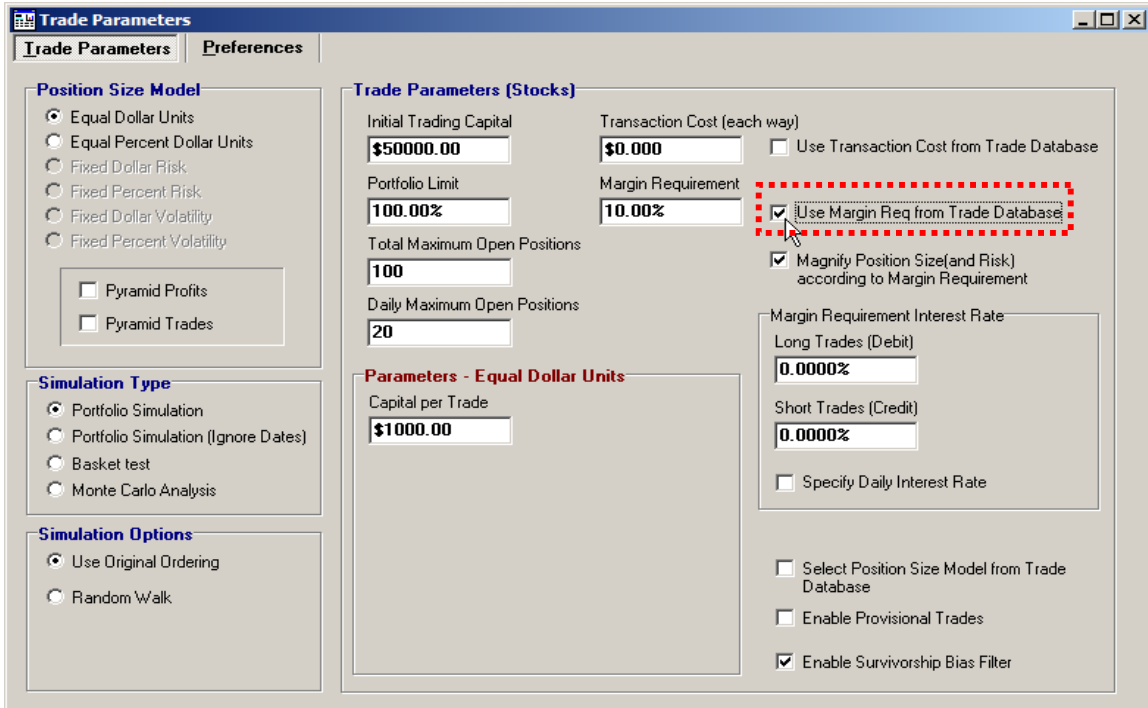 Trade Parameters
Trade Parameters
Preferences
Position Size Model
Equal Dollar Units
Equal Percent Dollar Units
Fixed Dollar Risk
Fixed Percent Risk
Fixed Dollar Volatility
Fixed Percent Volatility
Pyramid Profits
Pyramid Trades
Simulation Type
Portfolio Simulation
Portfolio Simulation (Ignore Dates)
Basket test
Monte Carlo Analysis
Simulation Options
Use Original Ordering
Random Walk
Trade Parameters (Stocks)
Initial Trading Capital
$50000.00
Portfolio Limit
100.00%
Total Maximum Open Positions
100
Daily Maximum Open Positions
20
Transaction Cost (each way)
$0.000
Margin Requirement
10.00%
Use Transaction Cost from Trade Database
Use Margin Req from Trade Database
Magnify Position Size(and Risk)
according to Margin Requirement
Margin Requirement Interest Rate
Long Trades (Debit)
0.0000%
Short Trades (Credit)
0.0000%
Specify Daily Interest Rate
Parameters - Equal Dollar Units
Capital per Trade
$1000.00
Select Position Size Model from Trade
Database
Enable Provisional Trades
Enable Survivorship Bias Filter